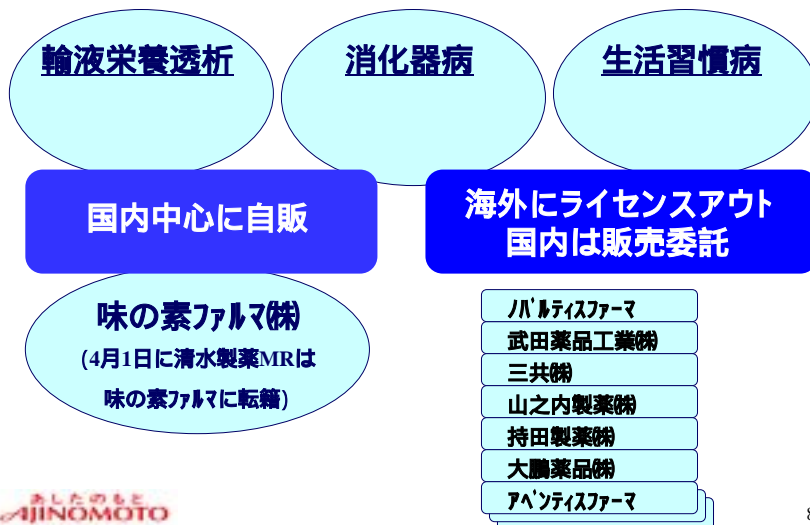 輸液栄養透析
消化器病
生活習慣病
国内中心に自販
海外にライセンスアウト
国内は販売委託
味の素ファルマ㈱
(4月1日に清水製薬MRは
味の素ファルマに転籍)
ノバルティスファーマ
武田薬品工業㈱
三共㈱
山之内製薬㈱
持田製薬㈱
大鵬薬品㈱
アベンティスファーマ
あしたのもと
AJINOMOTO